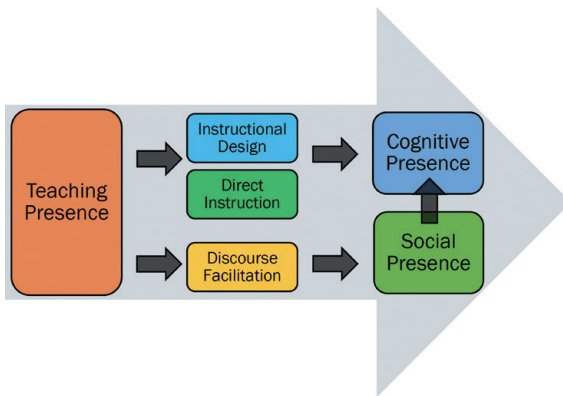 Teaching
Presence
Instructional
Design
Direct
Instruction
Discourse
Facilitation
Cognitive
Presence
Social
Presence